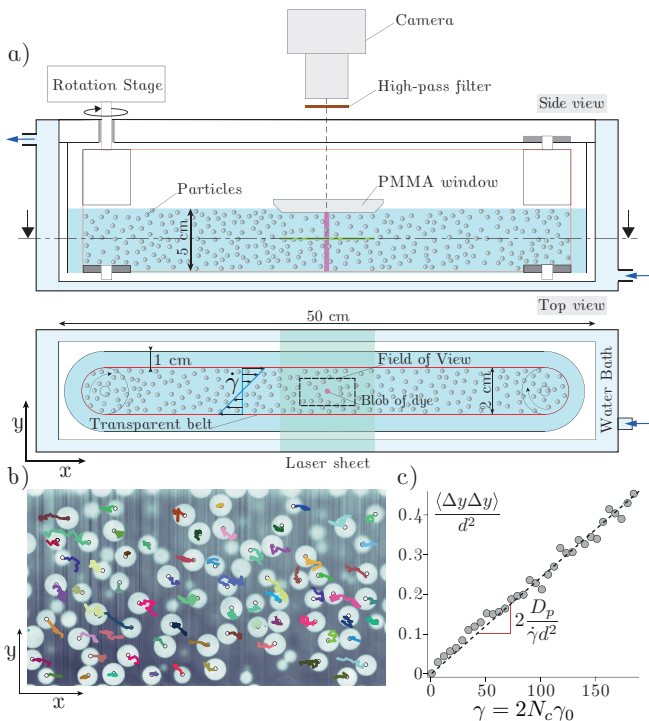 Camera
a)
Rotation Stage
High-pass filter
Side view
Particles
PMMA window
5 cm
Top view
50 cm
1 cm
Field of View
γ̇
2 cm
Blob of dye
Transparent belt
Water Bath
y
x
Laser sheet
b)
y
x
c)
⟨ΔyΔy⟩/d²
0.4
0.3
0.2
0.1
0
2 D_p/γ̇d²
0 50 100 150
γ = 2N_cγ_0